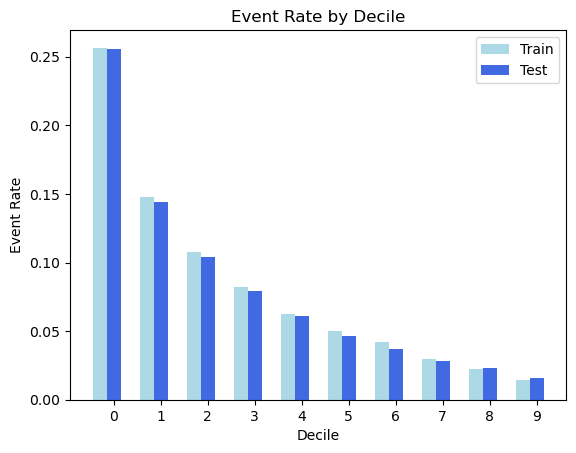 Event Rate by Decile
Train
Test
Event Rate
0.25
0.20
0.15
0.10
0.05
0.00
0 1 2 3 4 5 6 7 8 9
Decile